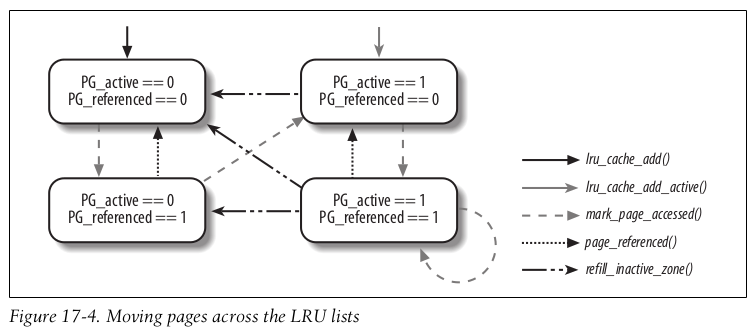 PG_active == 0
PG_referenced == 0
PG_active == 1
PG_referenced == 0
PG_active == 0
PG_referenced == 1
PG_active == 1
PG_referenced == 1
lru_cache_add()
lru_cache_add_active()
mark_page_accessed()
page_referenced()
refill_inactive_zone()
Figure 17-4. Moving pages across the LRU lists